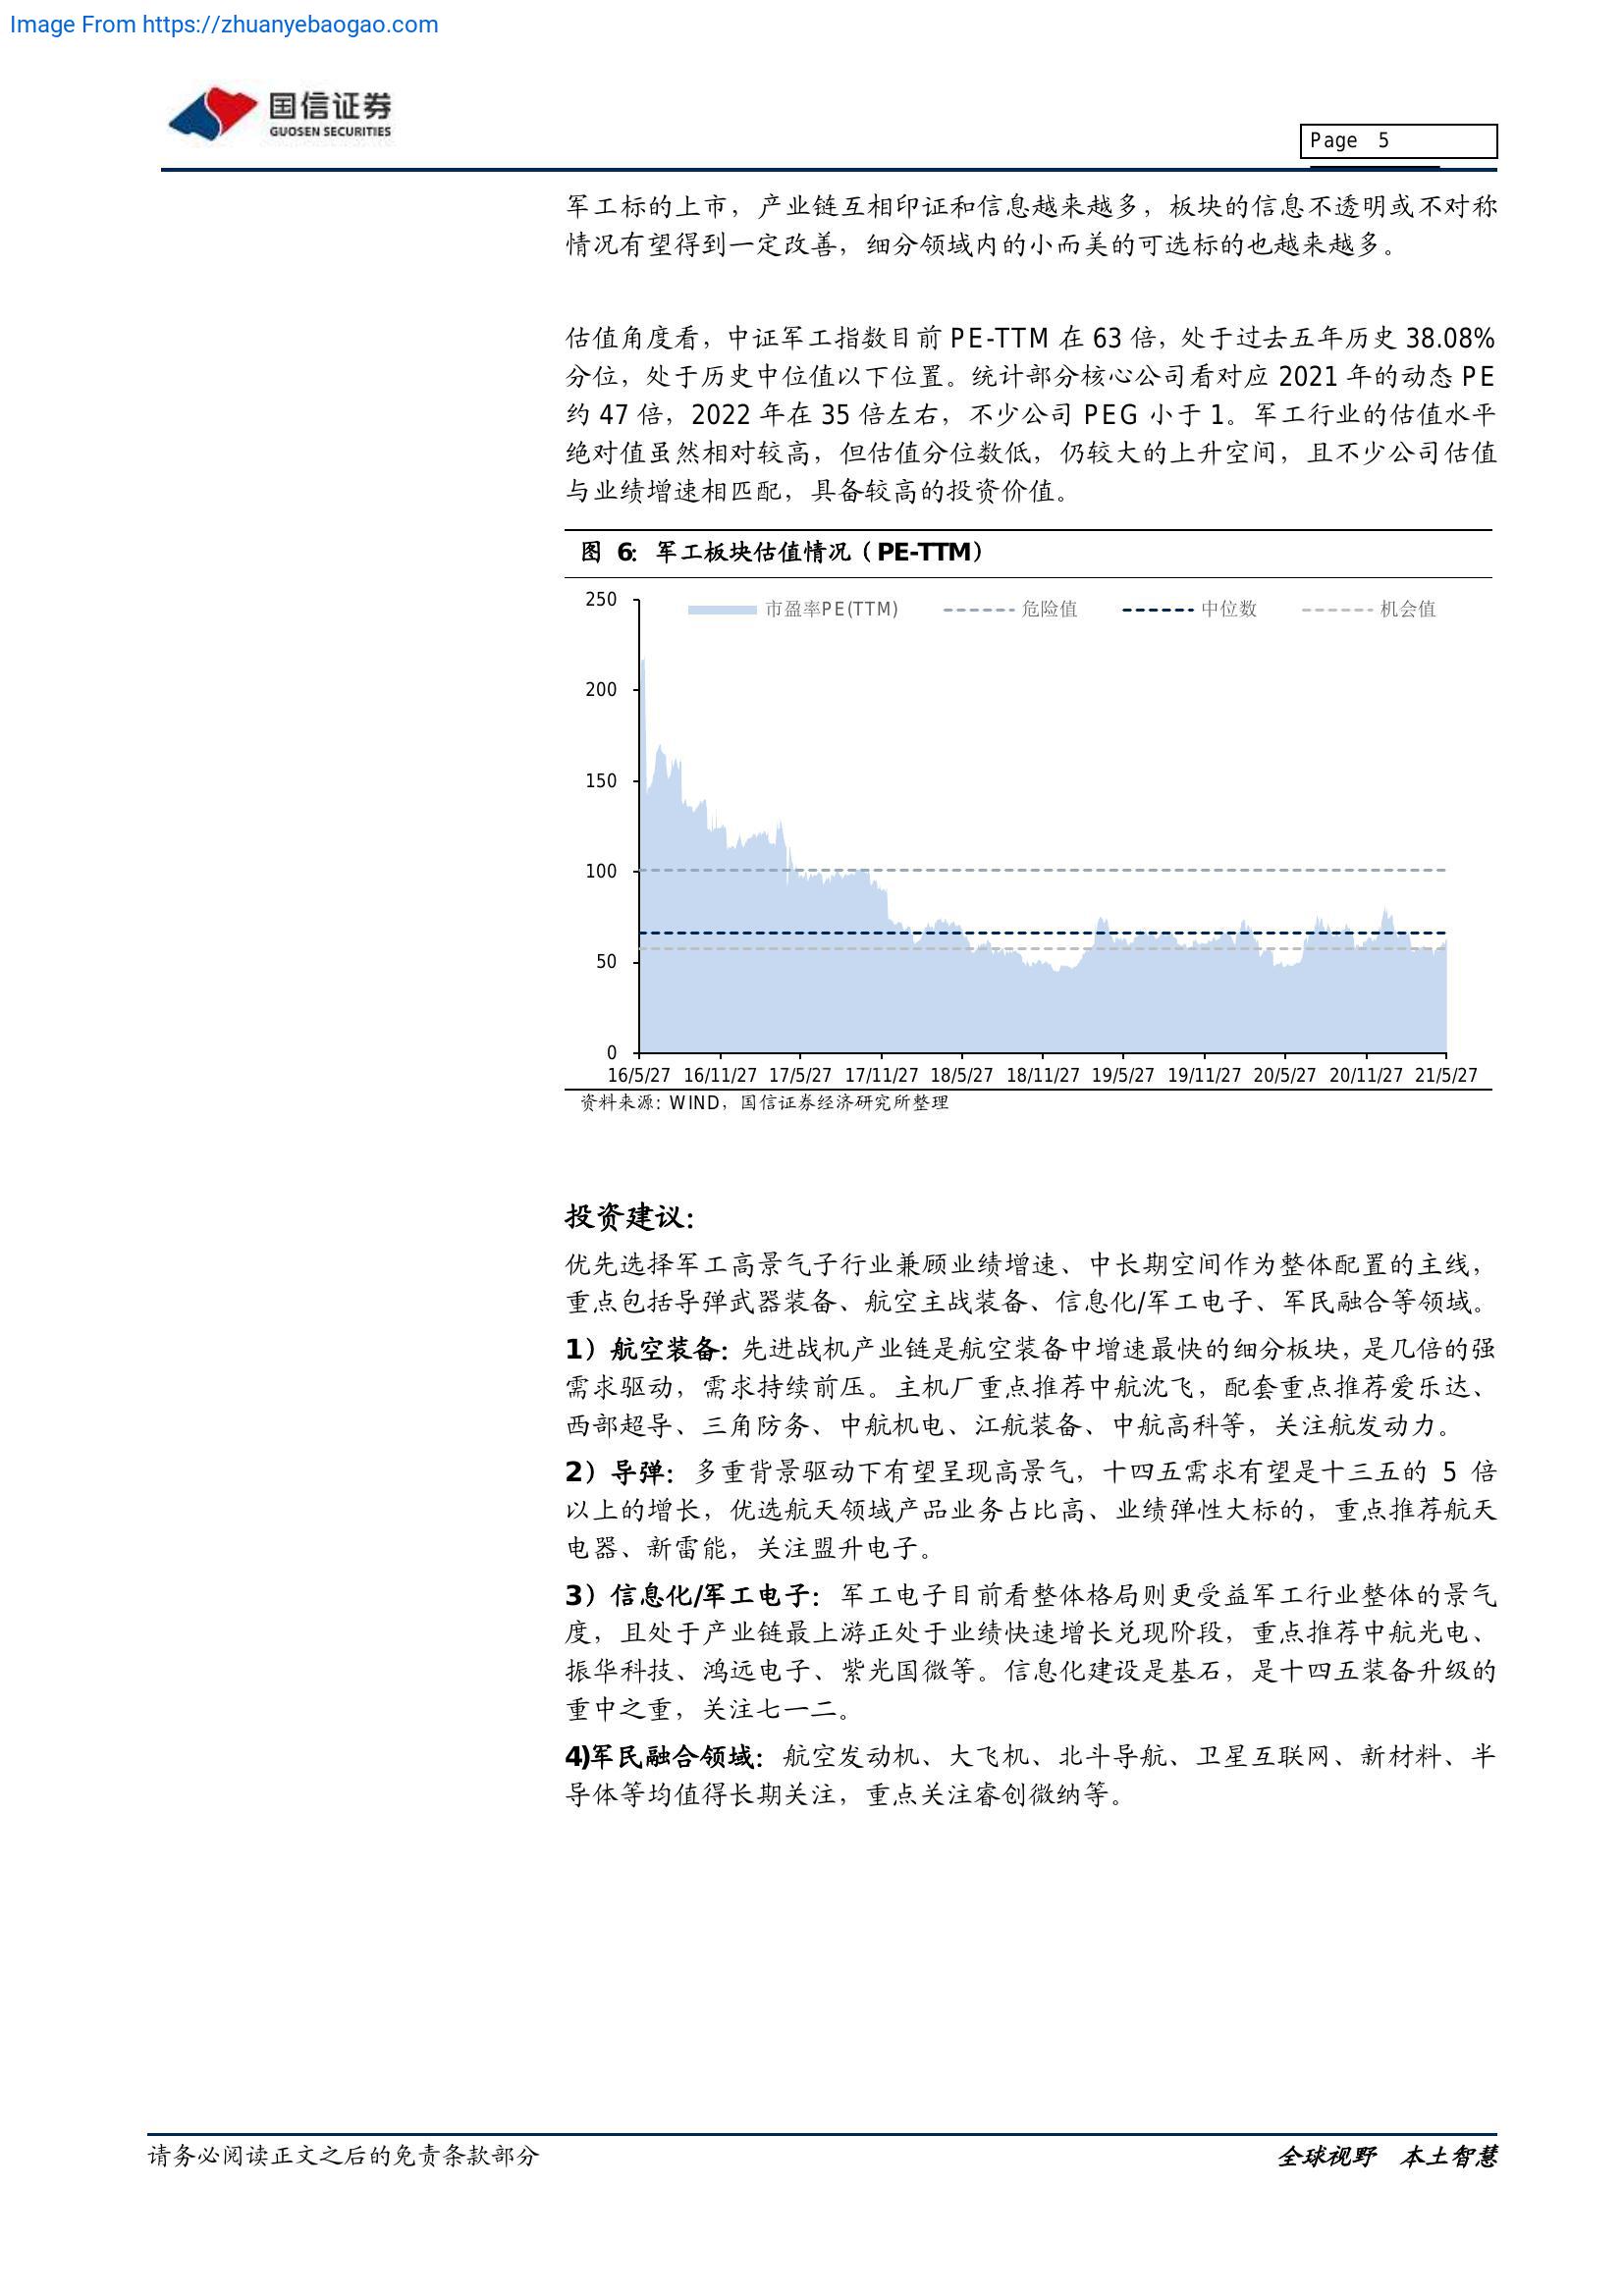 Image From https://zhuanyebaogao.com
国信证券
GUOSEN SECURITIES
Page 5
军工标的上市，产业链互相印证和信息越来越多，板块的信息不透明或不对称
情况有望得到一定改善，细分领域内的小而美的可选标的也越来越多。
估值角度看，中证军工指数目前 PE-TTM 在 63 倍，处于过去五年历史 38.08%
分位，处于历史中位值以下位置。统计部分核心公司看对应 2021 年的动态 PE
约 47 倍，2022 年在 35 倍左右，不少公司 PEG 小于 1。军工行业的估值水平
绝对值虽然相对较高，但估值分位数低，仍较大的上升空间，且不少公司估值
与业绩增速相匹配，具备较高的投资价值。
图 6：军工板块估值情况（PE-TTM）
市盈率PE(TTM) 危险值 中位数 机会值
250
200
150
100
50
0
16/5/27 16/11/27 17/5/27 17/11/27 18/5/27 18/11/27 19/5/27 19/11/27 20/5/27 20/11/27 21/5/27
资料来源：WIND，国信证券经济研究所整理
投资建议：
优先选择军工高景气子行业兼顾业绩增速、中长期空间作为整体配置的主线，
重点包括导弹武器装备、航空主战装备、信息化/军工电子、军民融合等领域。
1）航空装备：先进战机产业链是航空装备中增速最快的细分板块，是几倍的强
需求驱动，需求持续前压。主机厂重点推荐中航沈飞，配套重点推荐爱乐达、
西部超导、三角防务、中航机电、江航装备、中航高科等，关注航发动力。
2）导弹：多重背景驱动下有望呈现高景气，十四五需求有望是十三五的 5 倍
以上的增长，优选航天领域产品业务占比高、业绩弹性大标的，重点推荐航天
电器、新雷能，关注盟升电子。
3）信息化/军工电子：军工电子目前看整体格局则更受益军工行业整体的景气
度，且处于产业链最上游正处于业绩快速增长兑现阶段，重点推荐中航光电、
振华科技、鸿远电子、紫光国微等。信息化建设是基石，是十四五装备升级的
重中之重，关注七一二。
4)军民融合领域：航空发动机、大飞机、北斗导航、卫星互联网、新材料、半
导体等均值得长期关注，重点关注睿创微纳等。
请务必阅读正文之后的免责条款部分
全球视野 本土智慧